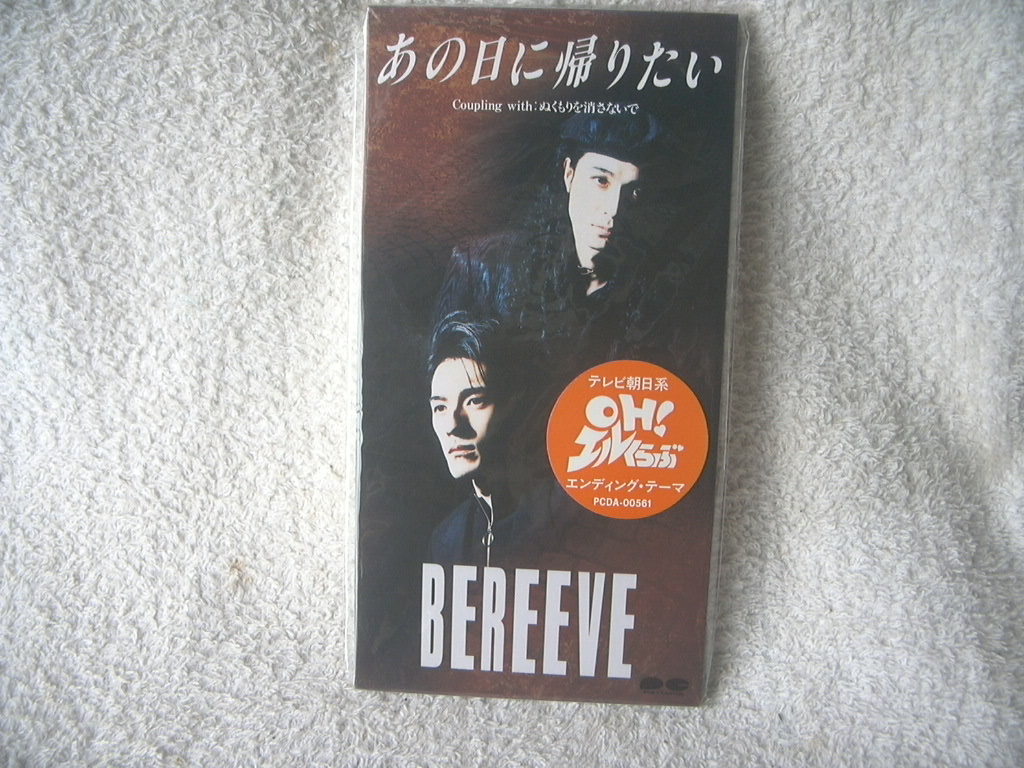 あの日に帰りたい
Coupling with:ぬくもりを消さないで
テレビ朝日系
OH!
エルくらぶ
エンディング・テーマ
PCDA-00561
BEREEVE